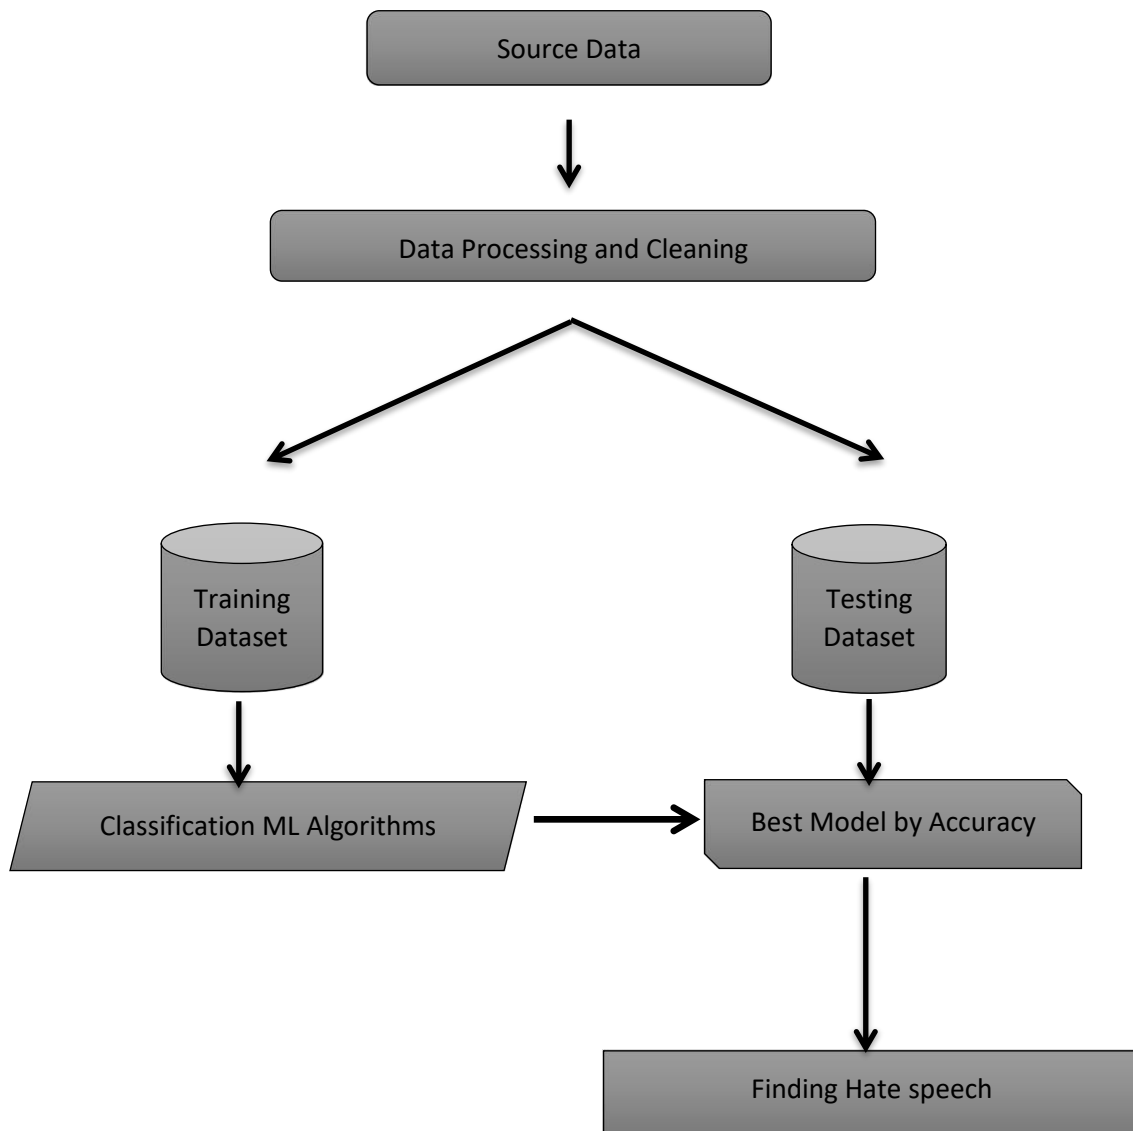 Source Data
Data Processing and Cleaning
Training
Dataset
Testing
Dataset
Classification ML Algorithms
Best Model by Accuracy
Finding Hate speech